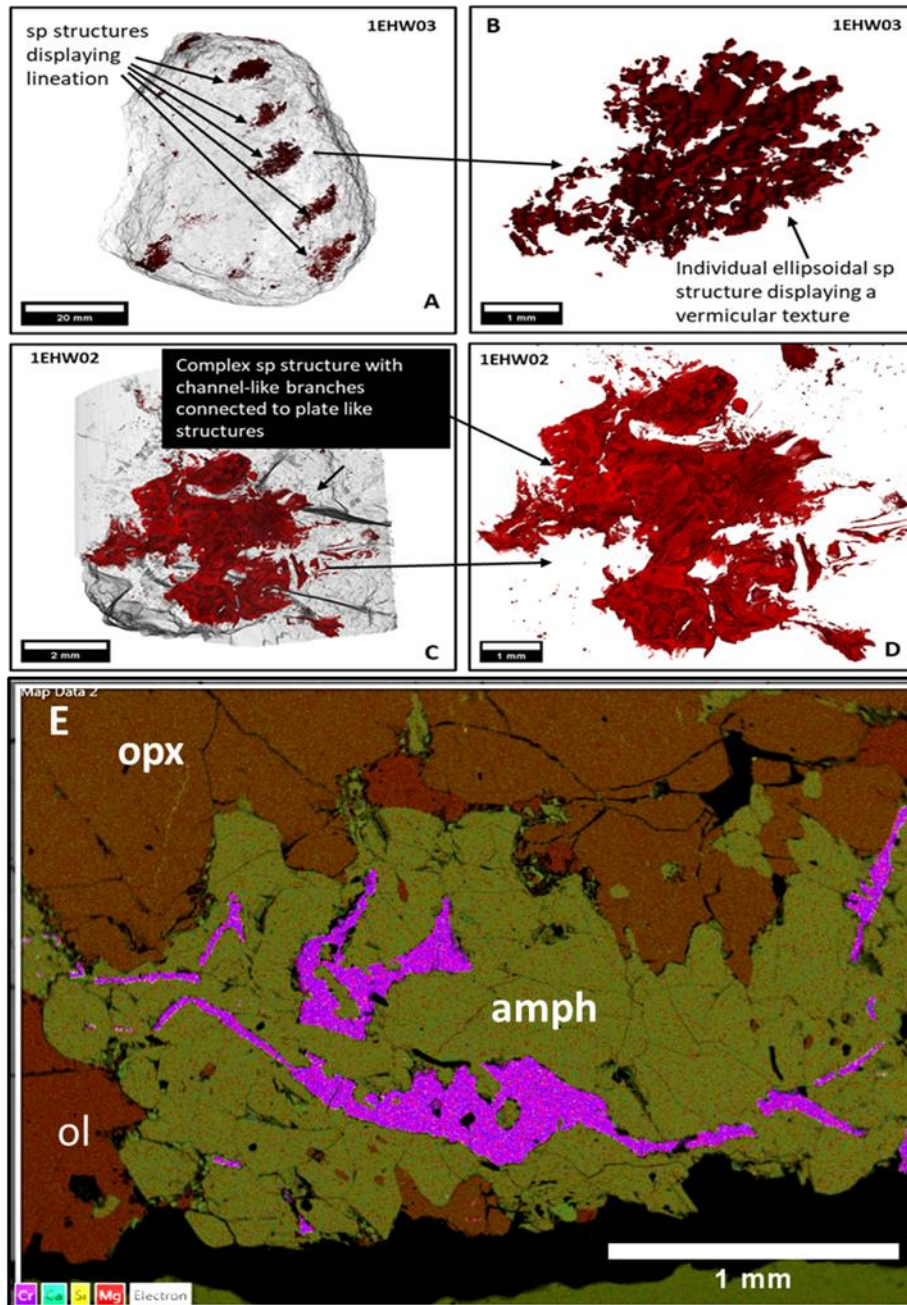 1EHW03
sp structures
displaying
lineation
20 mm
A
B
1EHW03
Individual ellipsoidal sp
structure displaying a
vermicular texture
1 mm
1EHW02
Complex sp structure with
channel-like branches
connected to plate like
structures
2 mm
C
1EHW02
1 mm
D
Map Data 2
E
opx
amph
ol
1 mm
Cr Ca Si Mg Electron